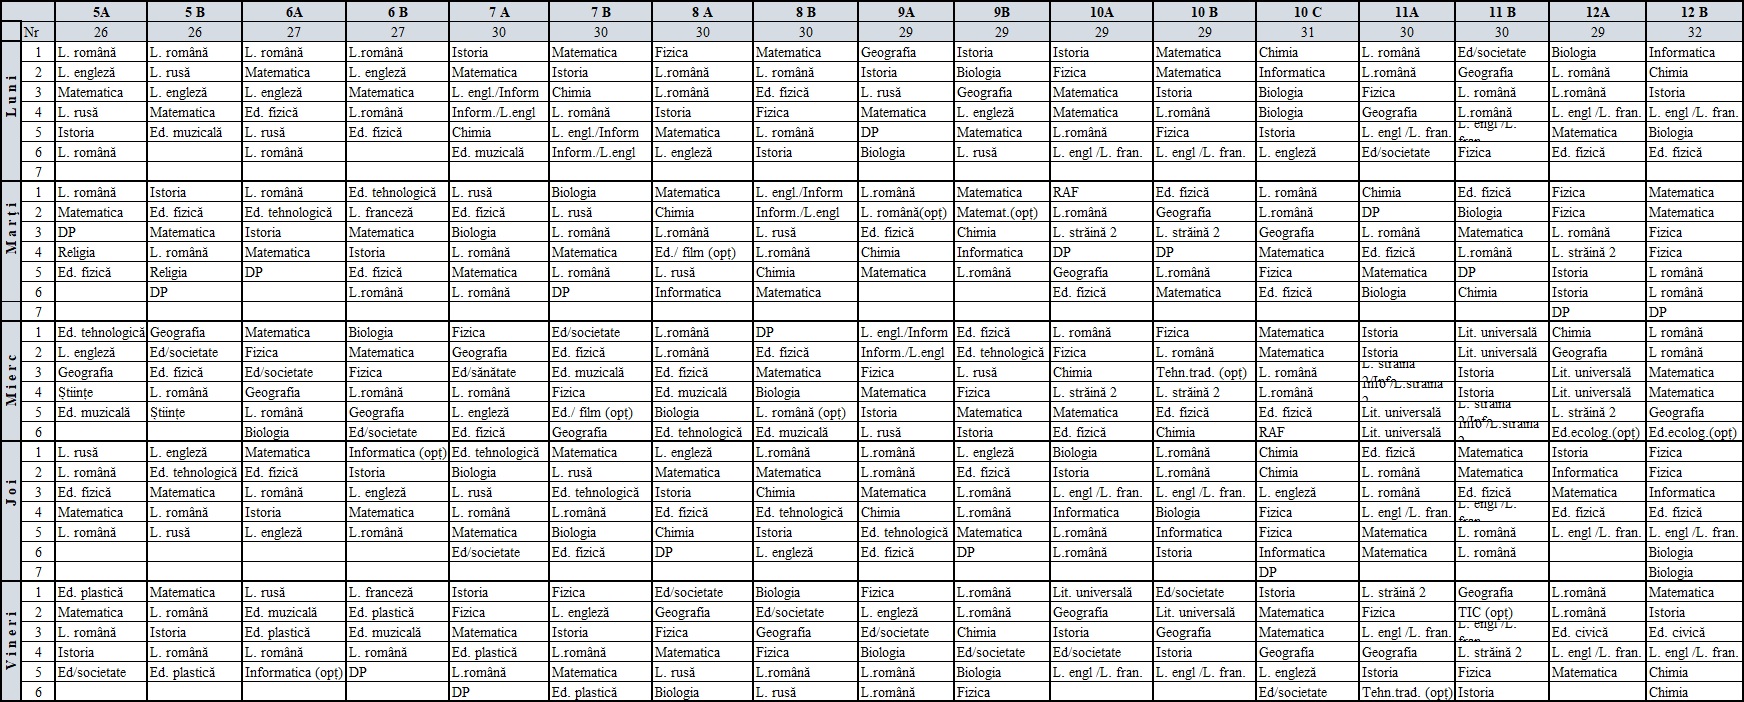 5A 5 B 6A 6 B 7 A 7 B 8 A 8 B 9A 9B 10A 10 B 10 C 11A 11 B 12A 12 B
Nr 26 26 27 27 30 30 30 30 29 29 29 29 31 30 30 29 32
Luni
1 L. română L. română L. română L.română Istoria Matematica Fizica Matematica Geografia Istoria Istoria Matematica Chimia L. română Ed/societate Biologia Informatica
2 L. engleză L. rusă Matematica L. engleză Matematica Istoria L.română L. română Istoria Biologia Fizica Matematica Informatica L.română Geografia L. română Chimia
3 Matematica L. engleză L. engleză Matematica L. engl./Inform Chimia L.română Ed. fizică L. rusă Geografia Matematica Istoria Biologia Fizica L. română L.română Istoria
4 L. rusă Matematica Ed. fizică L.română Inform./L.engl L. română Istoria Fizica Matematica L. engleză Matematica L.română Biologia Geografia L.română L. engl /L. fran. L. engl /L. fran.
5 Istoria Ed. muzicală L. rusă Ed. fizică Chimia L. engl./Inform Matematica L. română DP Matematica L.română Fizica Istoria L. engl /L. fran. L. engl /L. fran. Matematica Biologia
6 L. română L. română Ed. muzicală Inform./L.engl L. engleză Istoria Biologia L. rusă L. engl /L. fran. L. engl /L. fran. L. engleză Ed/societate Fizica Ed. fizică Ed. fizică
7
Marți
1 L. română Istoria L. română Ed. tehnologică L. rusă Biologia Matematica L. engl./Inform L.română Matematica RAF Ed. fizică L. română Chimia Ed. fizică Fizica Matematica
2 Matematica Ed. fizică Ed. tehnologică L. franceză Ed. fizică L. rusă Chimia Inform./L.engl L. română(opț) Matemat.(opț) L.română Geografia L.română DP Biologia Fizica Matematica
3 DP Matematica Istoria Matematica Biologia L. română L. română L. rusă Ed. fizică Chimia L. străină 2 L. străină 2 Geografia L. română Matematica L. română Fizica
4 Religia L. română Matematica Istoria L. română Matematica Ed./ film (opț) L.română Chimia Informatica DP DP Matematica Ed. fizică L.română L. străină 2 Fizica
5 Ed. fizică Religia DP Ed. fizică Matematica L. română L. rusă Chimia Matematica L.română Geografia L.română Fizica Matematica DP Istoria L română
6 DP L.română L. română DP Informatica Matematica Ed. fizică Matematica Ed. fizică Biologia Chimia Istoria L română
7 DP DP
Mierc
1 Ed. tehnologică Geografia Matematica Biologia Fizica Ed/societate L.română DP L. engl./Inform Ed. fizică L. română Fizica Matematica Istoria Lit. universală Chimia L română
2 L. engleză Ed/societate Fizica Matematica Geografia Ed. fizică L.română Ed. fizică Inform./L.engl Ed. tehnologică Fizica L. română Matematica Istoria Lit. universală Geografia L română
3 Geografia Ed. fizică Ed/societate Fizica Ed/sănătate Ed. muzicală Ed. fizică Matematica Fizica L. rusă Chimia Tehn.trad. (opț) L. română L. străină 2/Info Istoria Lit. universală Matematica
4 Științe L. română Geografia L.română L. română Fizica Ed. muzicală Biologia Matematica Fizica L. străină 2 L. străină 2 L.română Info /L.străină 2 Istoria Lit. universală Matematica
5 Ed. muzicală Științe L. română Geografia L. engleză Ed./ film (opț) Biologia L. română (opț) Istoria Matematica Matematica Ed. fizică Ed. fizică Lit. universală L. străină 2/Info L. străină 2 Geografia
6 Biologia Ed/societate Ed. fizică Geografia Ed. tehnologică Ed. muzicală L. rusă Istoria Ed. fizică Chimia RAF Lit. universală Info /L.străină 2 Ed.ecolog.(opț) Ed.ecolog.(opț)
Joi
1 L. rusă L. engleză Matematica Informatica (opț) Ed. tehnologică Matematica L. engleză L.română L.română L. engleză Biologia L.română Chimia Ed. fizică Matematica Istoria Fizica
2 L. română Ed. tehnologică Ed. fizică Istoria Biologia L. rusă Matematica Matematica L. română Ed. fizică Istoria L.română Chimia L. română Matematica Informatica Fizica
3 Ed. fizică Matematica L. română L. engleză L. rusă Ed. tehnologică Istoria Chimia Matematica L.română L. engl /L. fran. L. engl /L. fran. L. engleză L. română Ed. fizică Matematica Informatica
4 Matematica L. română Istoria Matematica L. română L.română Ed. fizică Ed. tehnologică Chimia L.română Informatica Biologia Fizica L. engl /L. fran. L. engl /L. fran. Ed. fizică Ed. fizică
5 L. română L. rusă L. engleză L.română Matematica Biologia Chimia Istoria Ed. tehnologică Matematica L.română Informatica Fizica Matematica L. română L. engl /L. fran. L. engl /L. fran.
6 Ed/societate Ed. fizică DP L. engleză Ed. fizică DP L.română Istoria Informatica Matematica L. română Biologia
7 DP Biologia
Vineri
1 Ed. plastică Matematica L. rusă L. franceză Istoria Fizica Ed/societate Biologia Fizica L.română Lit. universală Ed/societate Istoria L. străină 2 Geografia L.română Matematica
2 Matematica L. română Ed. muzicală Ed. plastică Fizica L. engleză Geografia Ed/societate L. engleză L.română Geografia Lit. universală Matematica Fizica TIC (opț) L.română Istoria
3 L. română Istoria Ed. plastică Ed. muzicală Matematica Istoria Fizica Geografia Ed/societate Chimia Istoria Geografia Matematica L. engl /L. fran. L. engl /L. fran. Ed. civică Ed. civică
4 Istoria L. română L. română L. română Ed. plastică L.română Matematica Fizica Biologia Ed/societate Ed/societate Istoria Geografia Geografia L. străină 2 L. engl /L. fran. L. engl /L. fran.
5 Ed/societate Ed. plastică Informatica (opț) DP L.română Matematica L. rusă L.română L.română Biologia L. engl /L. fran. L. engl /L. fran. L. engleză Istoria Fizica Matematica Chimia
6 DP Ed. plastică Biologia L. rusă L.română Fizica Ed/societate Tehn.trad. (opț) Istoria Chimia